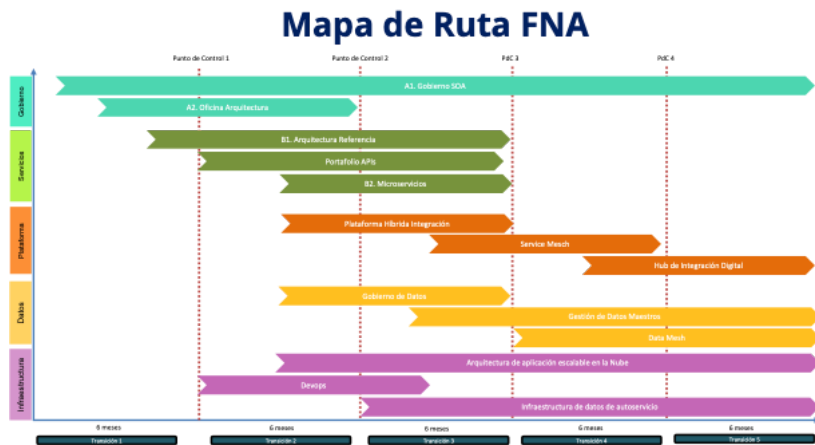 Mapa de Ruta FNA
Punto de Control 1
Punto de Control 2
PdC 3
PdC 4
Gobierno
A1. Gobierno SOA
A2. Oficina Arquitectura
Servicios
B1. Arquitectura Referencia
Portafolio APIs
B2. Microservicios
Plataforma
Plataforma Híbrida Integración
Service Mesch
Hub de Integración Digital
Datos
Gobierno de Datos
Gestión de Datos Maestros
Data Mesh
Infraestructura
Arquitectura de aplicación escalable en la Nube
Devops
Infraestructura de datos de autoservicio
6 meses
6 meses
6 meses
6 meses
6 meses
Transición 1
Transición 2
Transición 3
Transición 4
Transición 5